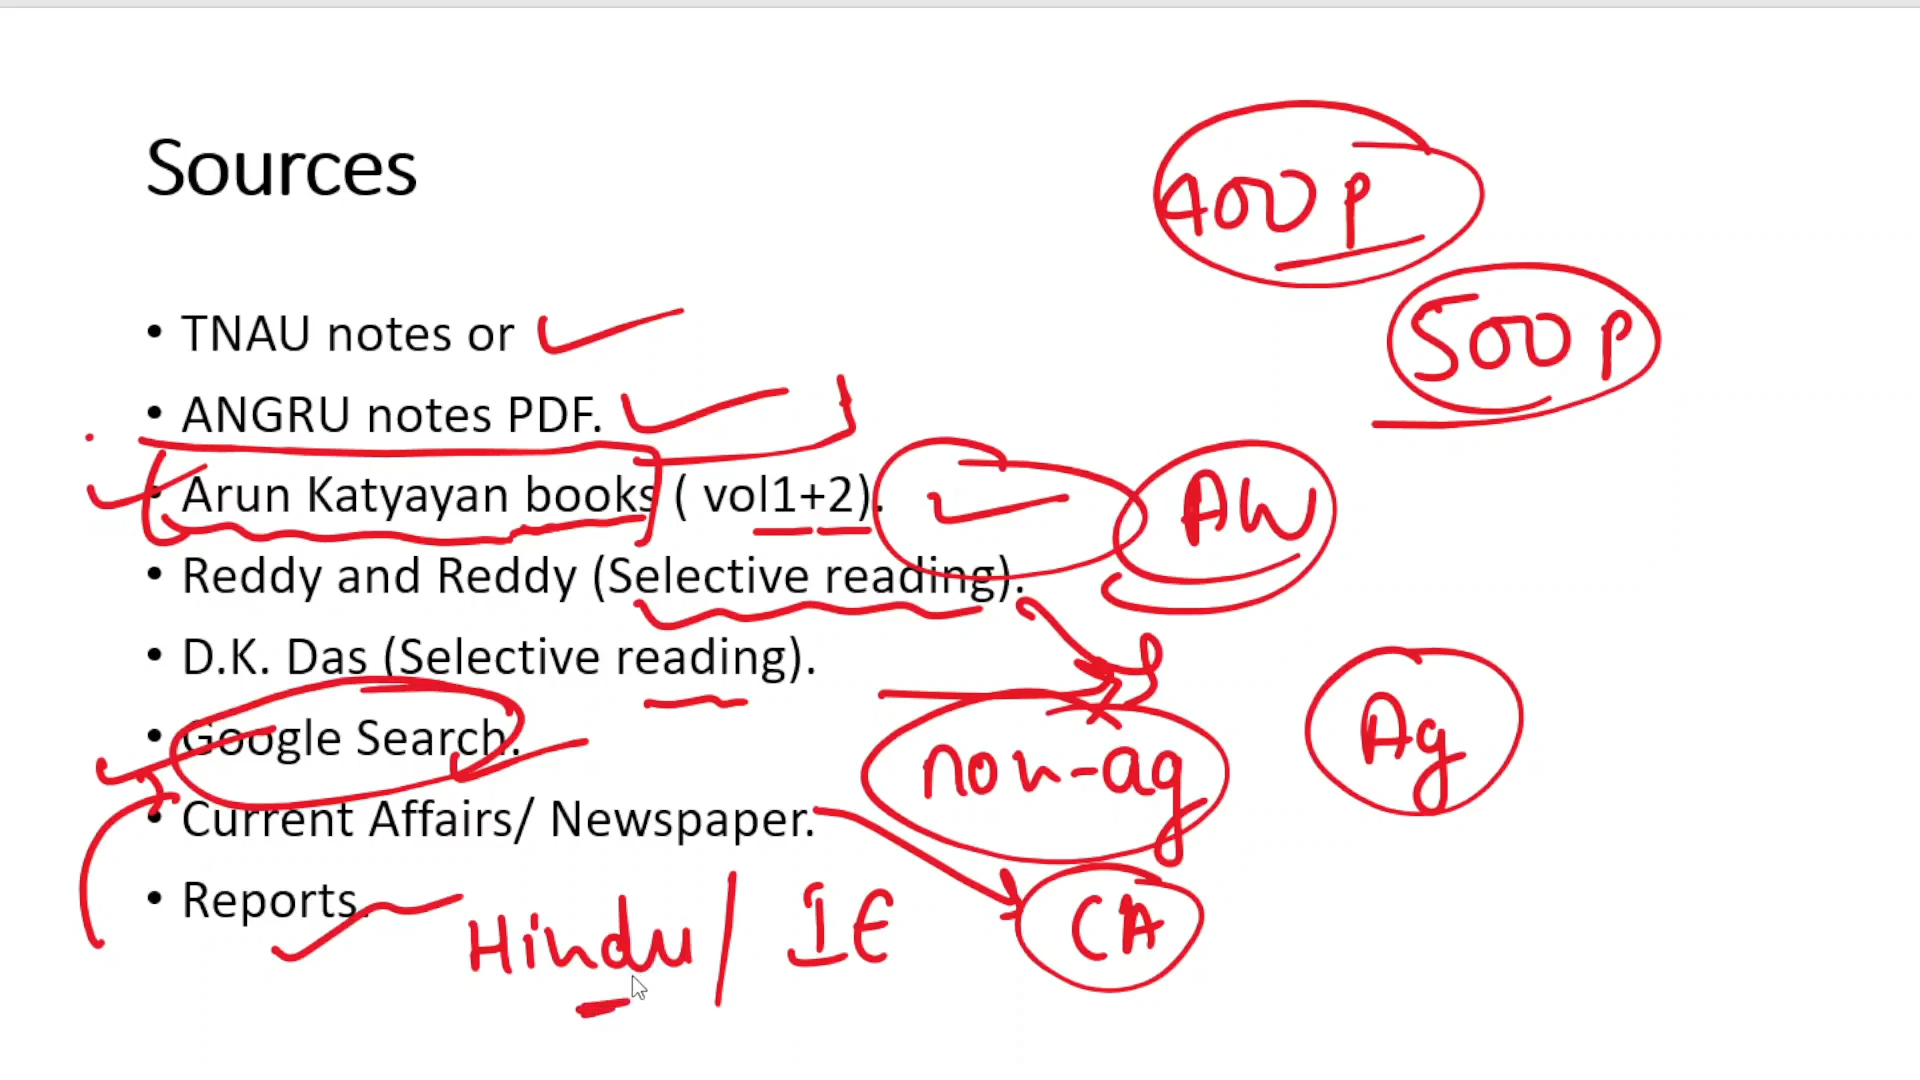 Sources
400 p
500 p
• TNAU notes or
• ANGRU notes PDF.
• Arun Katyayan books ( vol1+2).
AW
• Reddy and Reddy (Selective reading).
• D.K. Das (Selective reading).
• Google Search.
non-ag
Ag
• Current Affairs/ Newspaper.
• Reports.
Hindu / IE
CA